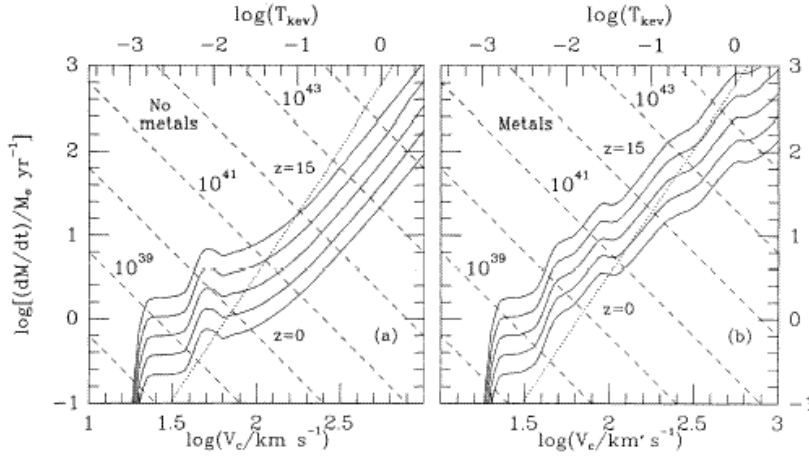 log(T_kev) log(T_kev)
-3 -2 -1 0 -3 -2 -1 0
3 3
2 2
1 1
0 0
-1 -1
No
metals
10^43
z=15
10^41
10^39
z=0
(a)
Metals
10^43
z=15
10^41
10^39
z=0
(b)
1 1.5 2 2.5 1 1.5 2 2.5 3
log(V_c/km s^-1) log(V_c/km s^-1)
log[(dM/dt)/M_⊙ yr^-1]